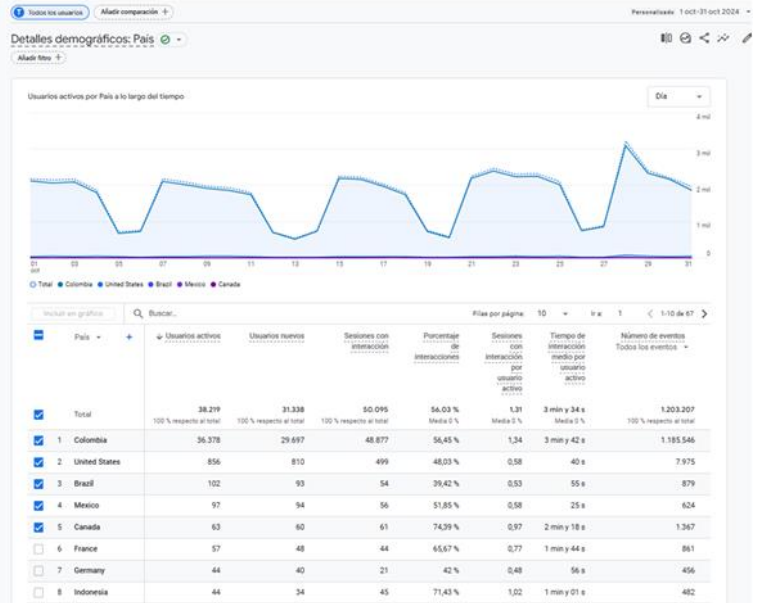 T Todos los usuarios Añadir comparación + Personalizado 1 oct-31 oct 2024
Detalles demográficos: País
Añadir filtro +
Usuarios activos por País a lo largo del tiempo
Día
4 mil
3 mil
2 mil
1 mil
0
01 03 05 07 09 11 13 15 17 19 21 23 25 27 29 31
oct
Total Colombia United States Brazil Mexico Canada
Incluir en gráfico Buscar... Filas por página: 10 Ir a: 1 < 1-10 de 67 >
País + ↓ Usuarios activos Usuarios nuevos Sesiones con interacción Porcentaje de interacciones Sesiones con interacción por usuario activo Tiempo de interacción medio por usuario activo Número de eventos Todos los eventos
Total 38.219 31.338 50.095 56.03 % 1,31 3 min y 34 s 1.203.207
100 % respecto al total 100 % respecto al total 100 % respecto al total Media 0 % Media 0 % Media 0 % 100 % respecto al total
1 Colombia 36.378 29.697 48.877 56,45 % 1,34 3 min y 42 s 1.185.546
2 United States 856 810 499 48,03 % 0,58 40 s 7.975
3 Brazil 102 93 54 39,42 % 0,53 55 s 879
4 Mexico 97 94 56 51,85 % 0,58 25 s 624
5 Canada 63 60 61 74,39 % 0,97 2 min y 18 s 1.367
6 France 57 48 44 65,67 % 0,77 1 min y 44 s 861
7 Germany 44 40 21 42 % 0,48 56 s 456
8 Indonesia 44 34 45 71,43 % 1,02 1 min y 01 s 482